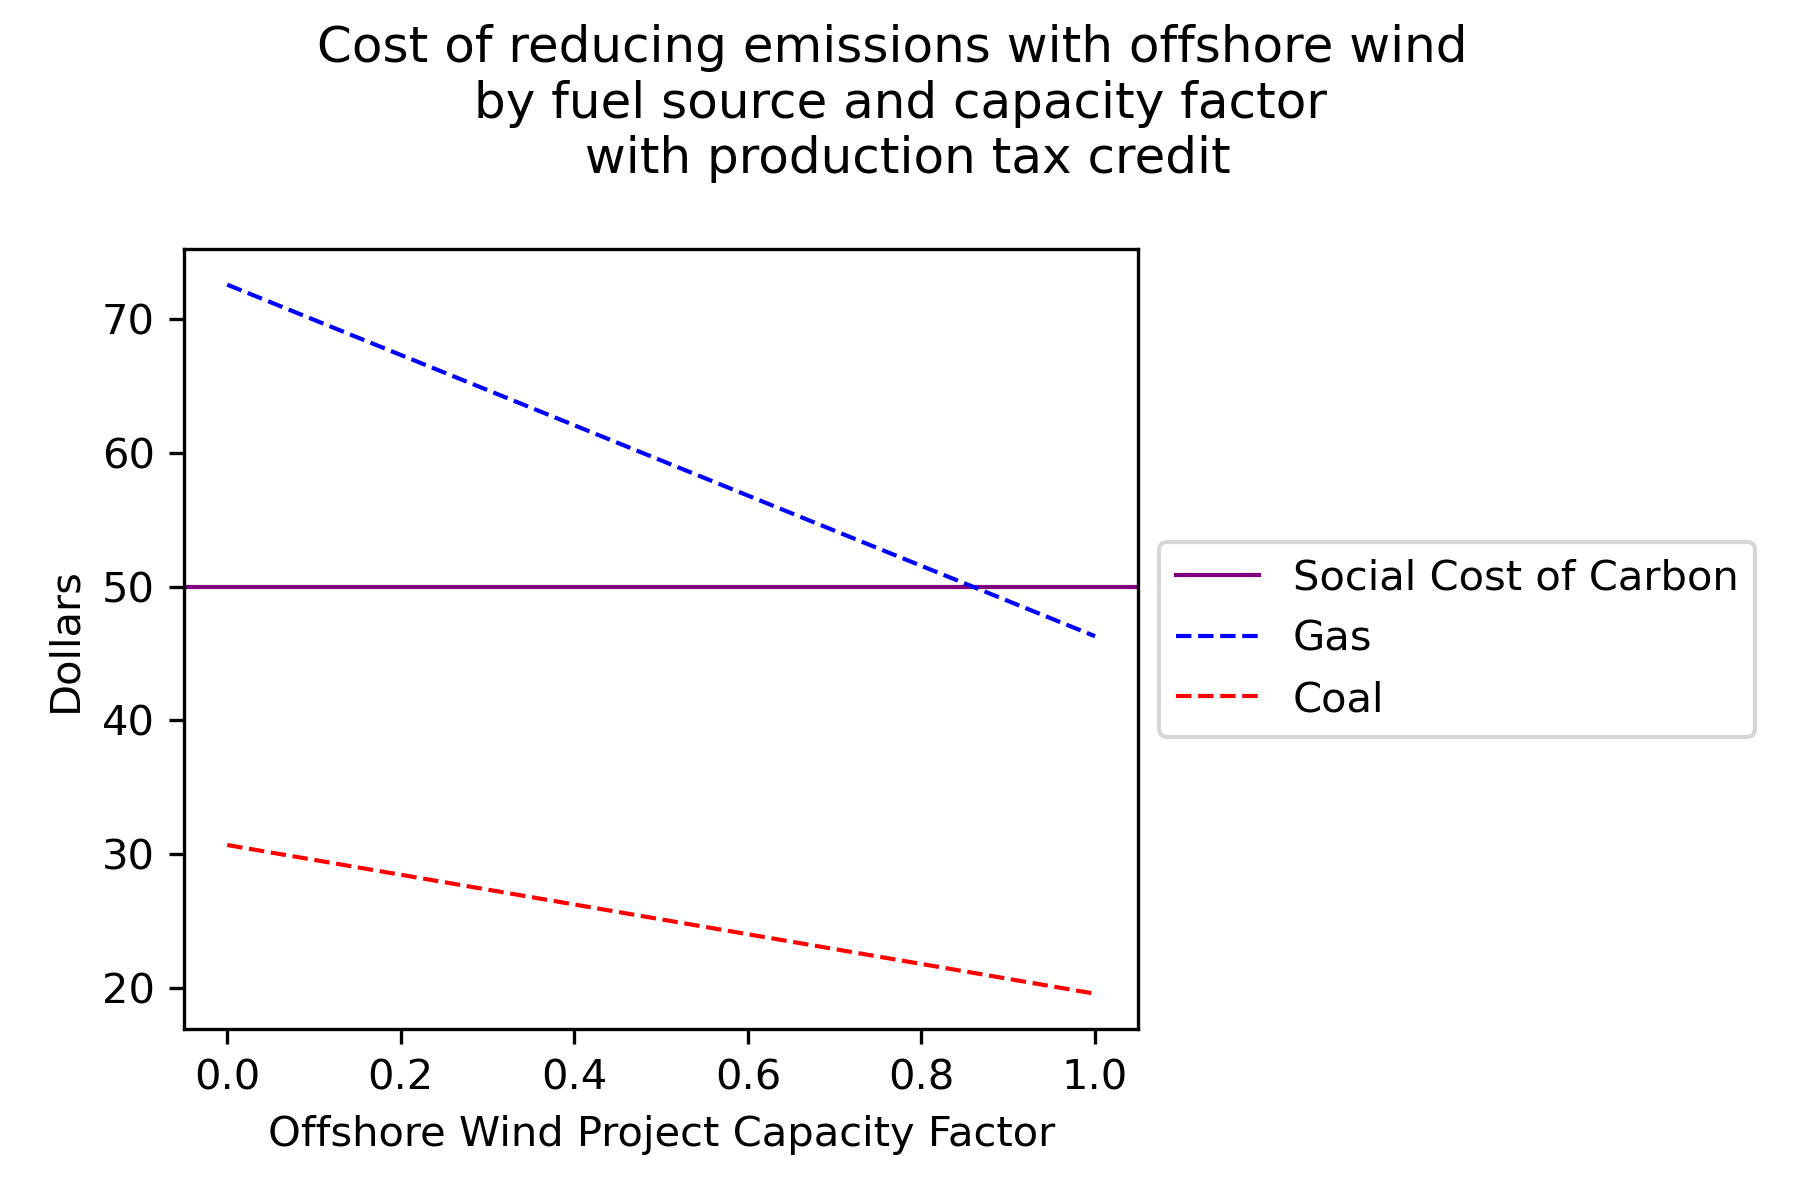 Cost of reducing emissions with offshore wind
by fuel source and capacity factor
with production tax credit
70
60
50
40
30
20
Dollars
0.0 0.2 0.4 0.6 0.8 1.0
Offshore Wind Project Capacity Factor
Social Cost of Carbon
Gas
Coal